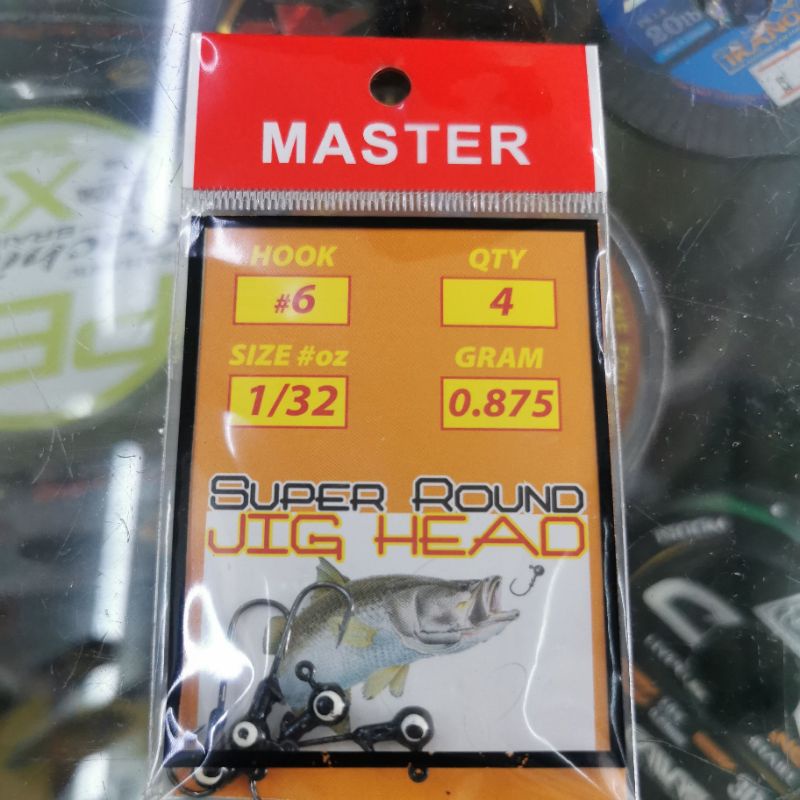 MASTER
HOOK
QTY
#6
4
SIZE #oz
GRAM
1/32
0.875
SUPER ROUND
JIG HEAD